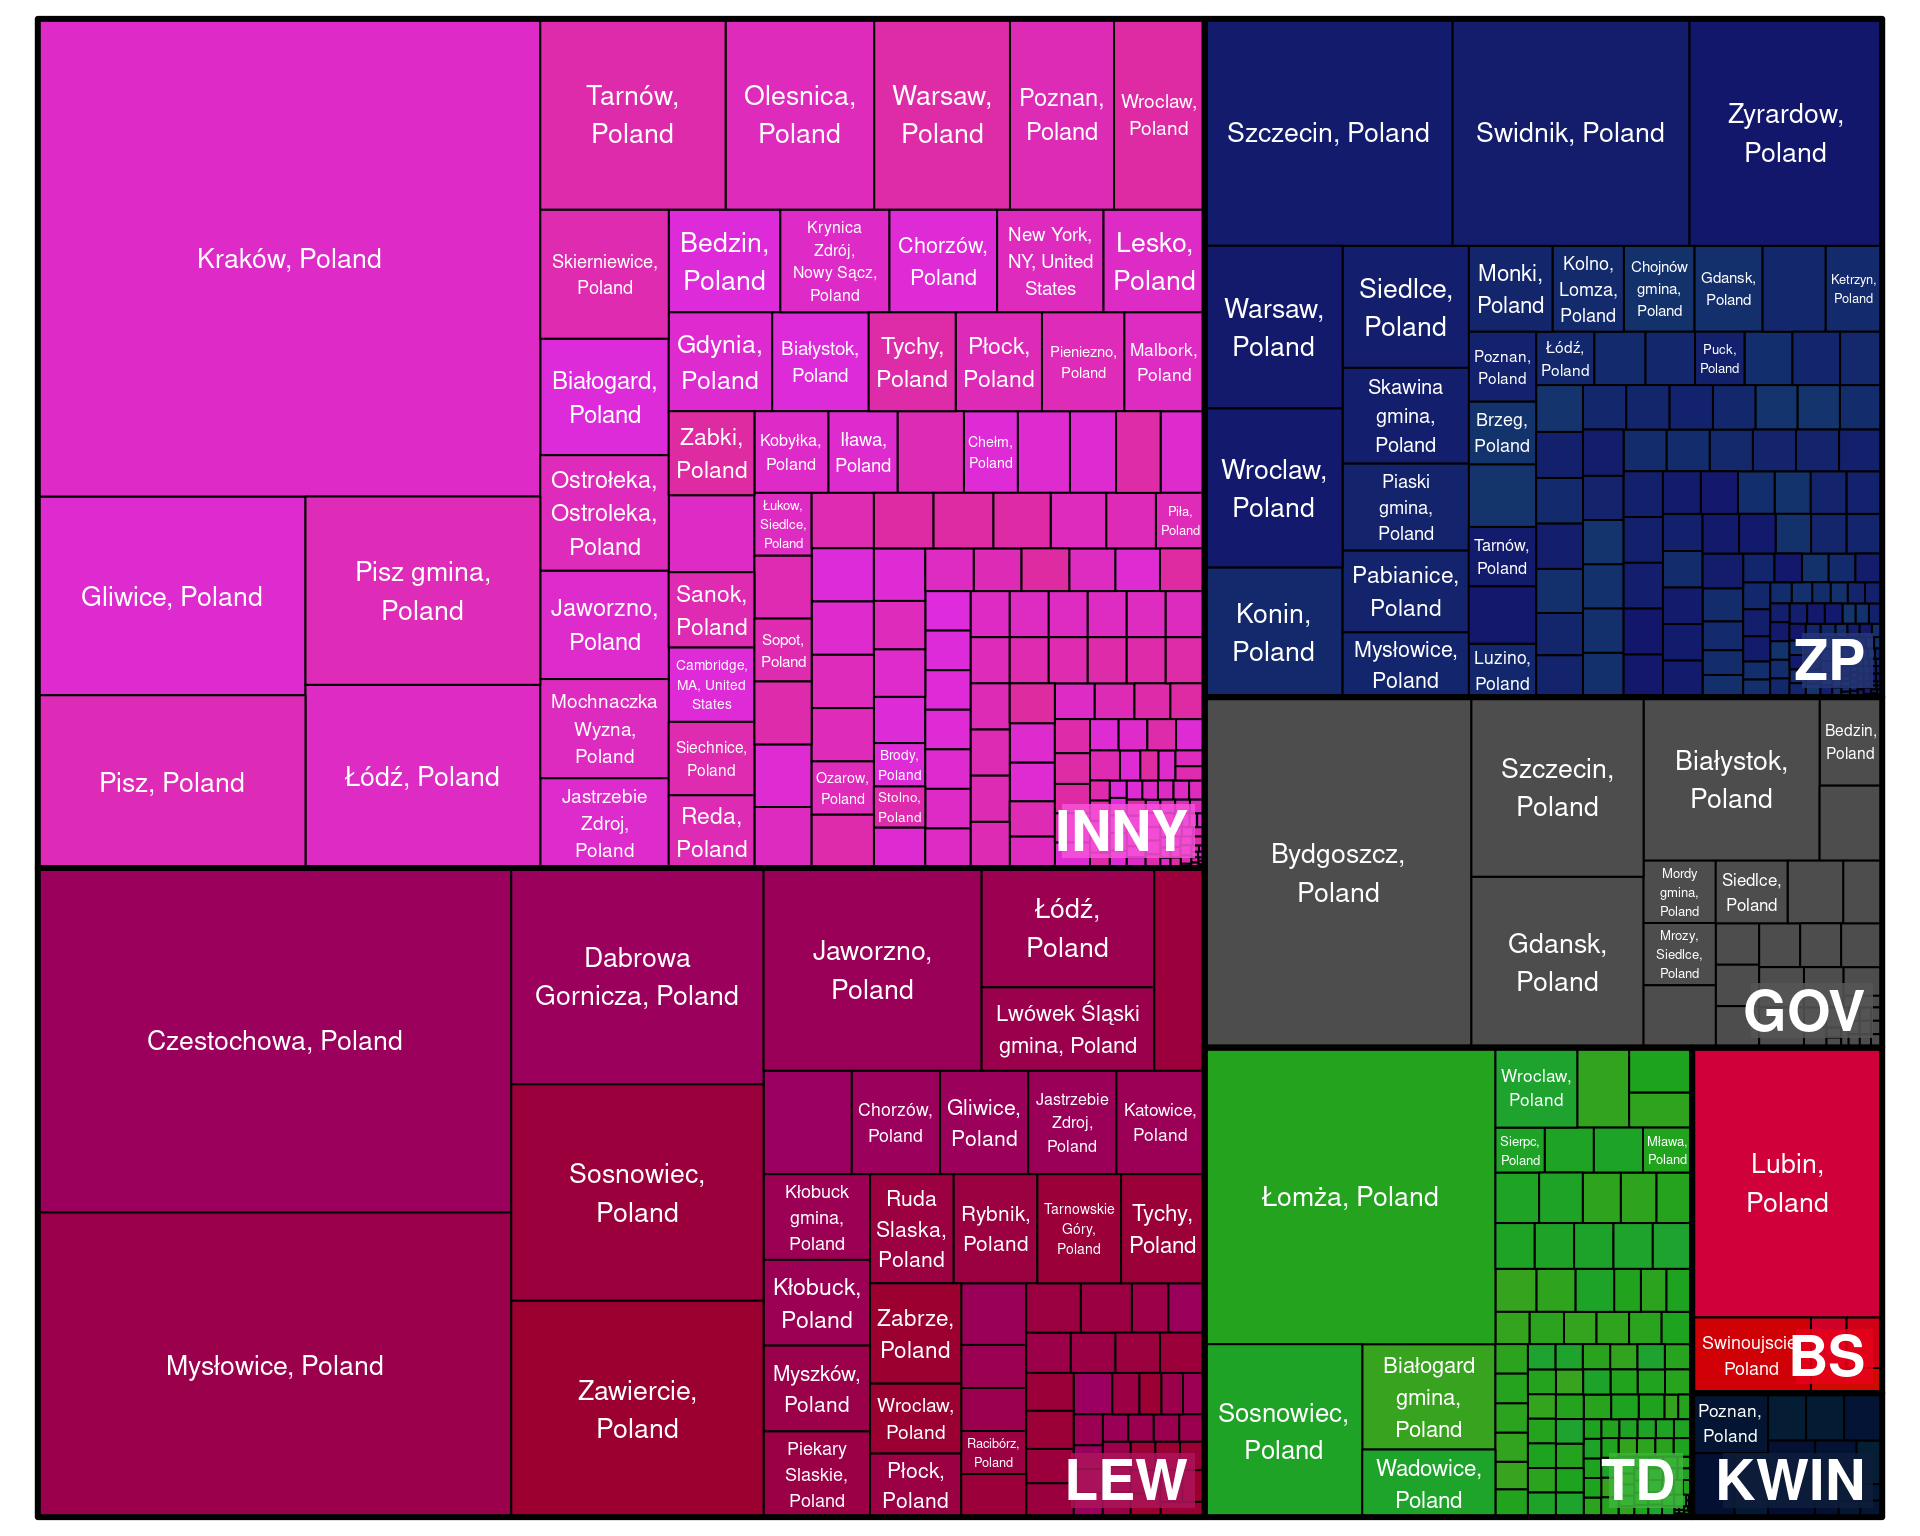 Kraków, Poland
Tarnów,
Poland
Olesnica,
Poland
Warsaw,
Poland
Poznan,
Poland
Wroclaw,
Poland
Skierniewice,
Poland
Bedzin,
Poland
Krynica
Zdrój,
Nowy Sącz,
Poland
Chorzów,
Poland
New York,
NY, United
States
Lesko,
Poland
Gdynia,
Poland
Białystok,
Poland
Tychy,
Poland
Płock,
Poland
Pieniezno,
Poland
Malbork,
Poland
Białogard,
Poland
Zabki,
Poland
Kobyłka,
Poland
Iława,
Poland
Chełm,
Poland
Ostrołeka,
Ostroleka,
Poland
Łukow,
Siedlce,
Poland
Piła,
Poland
Gliwice, Poland
Pisz gmina,
Poland
Jaworzno,
Poland
Sanok,
Poland
Sopot,
Poland
Cambridge,
MA, United
States
Mochnaczka
Wyzna,
Poland
Siechnice,
Poland
Ozarow,
Poland
Brody,
Poland
Stolno,
Poland
Pisz, Poland
Łódź, Poland
Jastrzebie
Zdroj,
Poland
Reda,
Poland
INNY
Szczecin, Poland
Swidnik, Poland
Zyrardow,
Poland
Warsaw,
Poland
Siedlce,
Poland
Monki,
Poland
Kolno,
Lomza,
Poland
Chojnów
gmina,
Poland
Gdansk,
Poland
Ketrzyn,
Poland
Poznan,
Poland
Łódź,
Poland
Puck,
Poland
Skawina
gmina,
Poland
Brzeg,
Poland
Wroclaw,
Poland
Piaski
gmina,
Poland
Tarnów,
Poland
Pabianice,
Poland
Konin,
Poland
Mysłowice,
Poland
Luzino,
Poland
ZP
Bydgoszcz,
Poland
Szczecin,
Poland
Białystok,
Poland
Bedzin,
Poland
Gdansk,
Poland
Mordy
gmina,
Poland
Siedlce,
Poland
Mrozy,
Siedlce,
Poland
GOV
Czestochowa, Poland
Mysłowice, Poland
Dabrowa
Gornicza, Poland
Sosnowiec,
Poland
Zawiercie,
Poland
Jaworzno,
Poland
Łódź,
Poland
Lwówek Śląski
gmina, Poland
Chorzów,
Poland
Gliwice,
Poland
Jastrzebie
Zdroj,
Poland
Katowice,
Poland
Kłobuck
gmina,
Poland
Ruda
Slaska,
Poland
Rybnik,
Poland
Tarnowskie
Góry,
Poland
Tychy,
Poland
Kłobuck,
Poland
Zabrze,
Poland
Myszków,
Poland
Wroclaw,
Poland
Piekary
Slaskie,
Poland
Płock,
Poland
Racibórz,
Poland
LEW
Łomża, Poland
Wroclaw,
Poland
Sierpc,
Poland
Mława,
Poland
Sosnowiec,
Poland
Białogard
gmina,
Poland
Wadowice,
Poland
TD
Lubin,
Poland
Swinoujscie
Poland
BS
Poznan,
Poland
KWIN